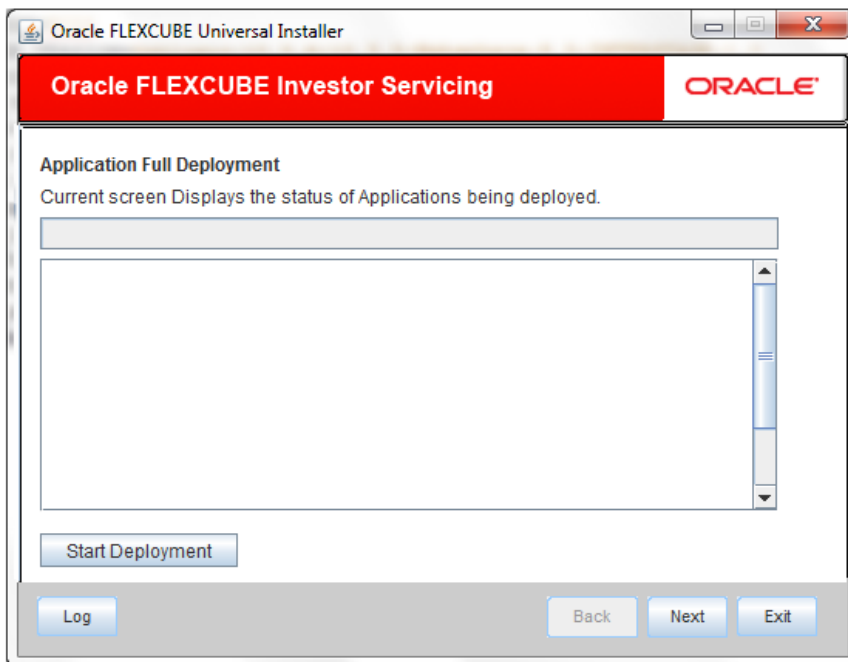 Oracle FLEXCUBE Universal Installer
Oracle FLEXCUBE Investor Servicing
ORACLE
Application Full Deployment
Current screen Displays the status of Applications being deployed.
Start Deployment
Log
Back
Next
Exit